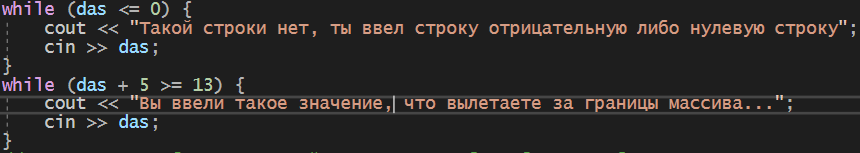 while (das <= 0) {
cout << "Такой строки нет, ты ввел строку отрицательную либо нулевую строку";
cin >> das;
}
while (das + 5 >= 13) {
cout << "Вы ввели такое значение, что вылетаете за границы массива...";
cin >> das;
}